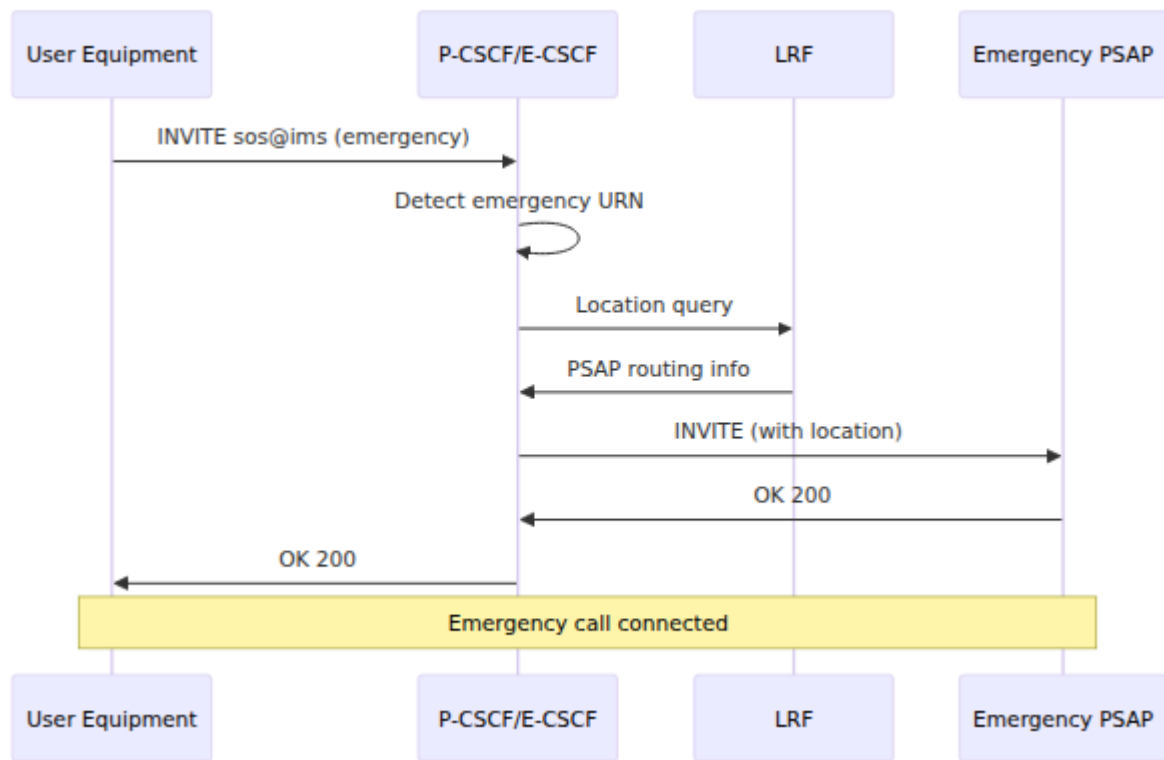 User Equipment
P-CSCF/E-CSCF
LRF
Emergency PSAP
INVITE sos@ims (emergency)
Detect emergency URN
Location query
PSAP routing info
INVITE (with location)
OK 200
OK 200
Emergency call connected
User Equipment
P-CSCF/E-CSCF
LRF
Emergency PSAP